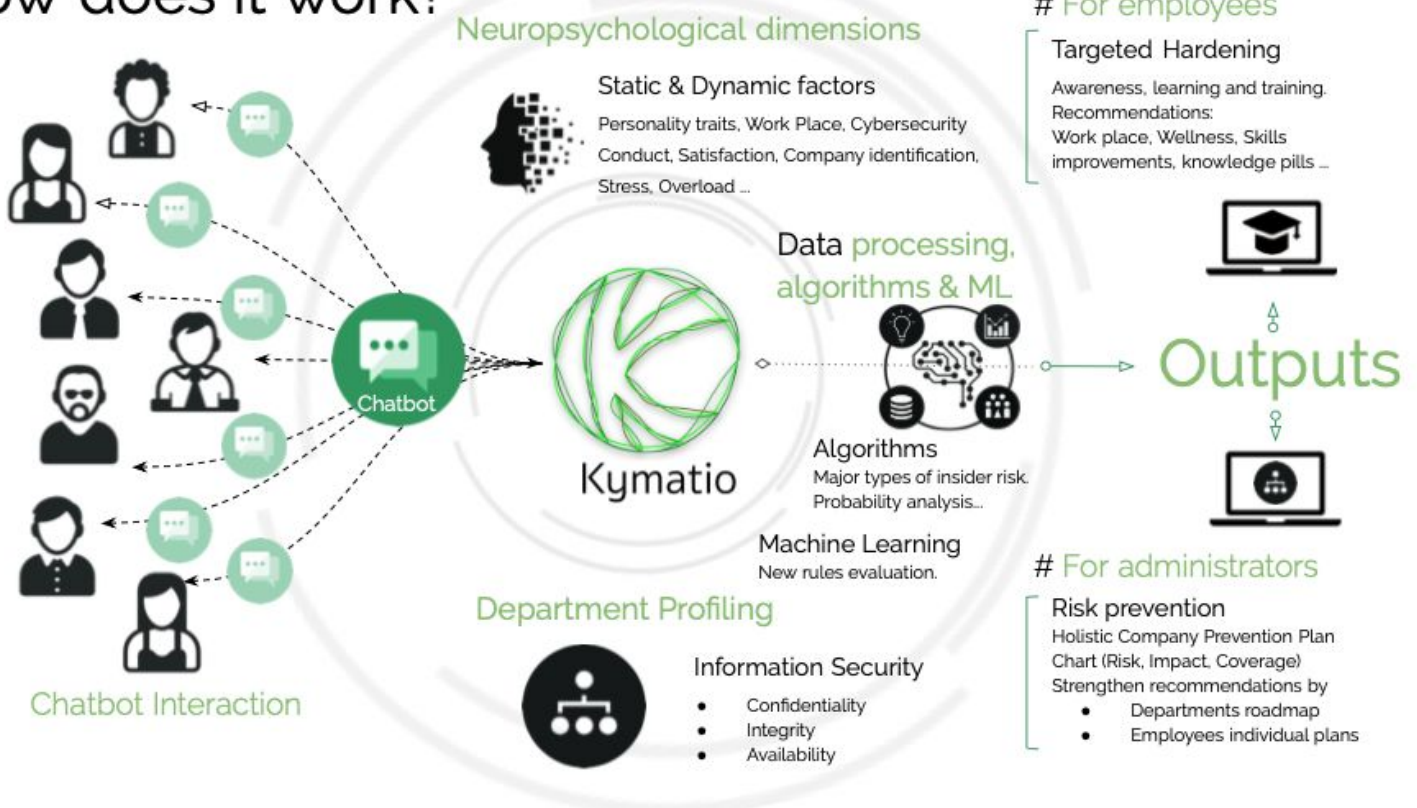 ow does it work?
Neuropsychological dimensions
Static & Dynamic factors
Personality traits, Work Place, Cybersecurity
Conduct, Satisfaction, Company identification,
Stress, Overload ...
# For employees
Targeted Hardening
Awareness, learning and training.
Recommendations:
Work place, Wellness, Skills
improvements, knowledge pills ...
Chatbot
Chatbot Interaction
Kymatio
Data processing,
algorithms & ML
Algorithms
Major types of insider risk.
Probability analysis...
Machine Learning
New rules evaluation.
Outputs
Department Profiling
Information Security
● Confidentiality
● Integrity
● Availability
# For administrators
Risk prevention
Holistic Company Prevention Plan
Chart (Risk, Impact, Coverage)
Strengthen recommendations by
● Departments roadmap
● Employees individual plans